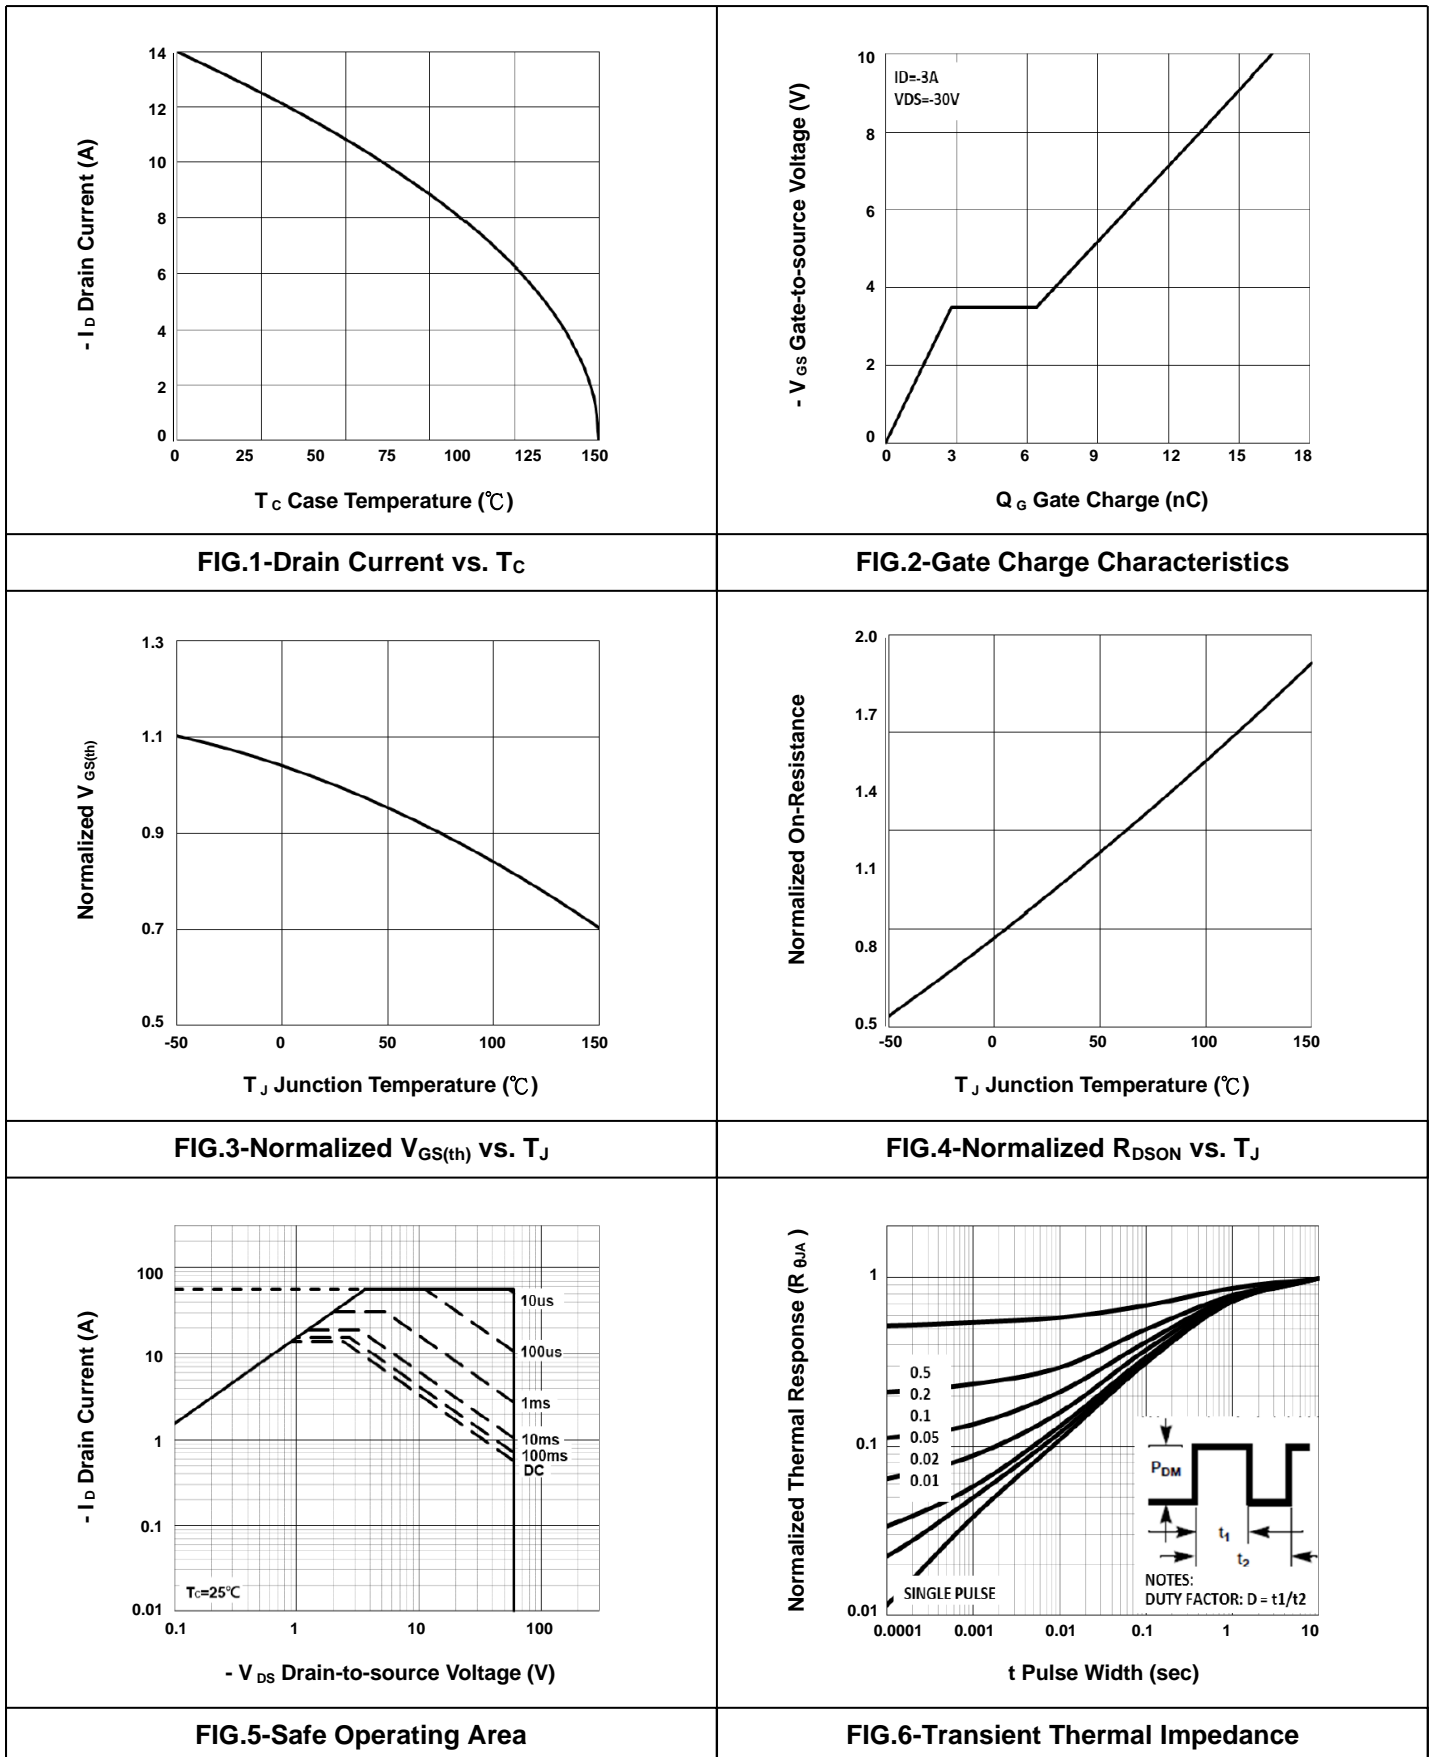 14
12
10
8
6
4
2
0
0 25 50 75 100 125 150
- I D Drain Current (A)
T C Case Temperature (℃)
FIG.1-Drain Current vs. TC
ID=-3A
VDS=-30V
10
8
6
4
2
0
0 3 6 9 12 15 18
- V GS Gate-to-source Voltage (V)
Q G Gate Charge (nC)
FIG.2-Gate Charge Characteristics
1.3
1.1
0.9
0.7
0.5
-50 0 50 100 150
Normalized V GS(th)
T J Junction Temperature (℃)
FIG.3-Normalized VGS(th) vs. TJ
2.0
1.7
1.4
1.1
0.8
0.5
-50 0 50 100 150
Normalized On-Resistance
T J Junction Temperature (℃)
FIG.4-Normalized RDSON vs. TJ
100
10
1
0.1
0.01
0.1 1 10 100
10us
100us
1ms
10ms
100ms
DC
TC=25℃
- I D Drain Current (A)
- V DS Drain-to-source Voltage (V)
FIG.5-Safe Operating Area
1
0.1
0.01
0.0001 0.001 0.01 0.1 1 10
0.5
0.2
0.1
0.05
0.02
0.01
SINGLE PULSE
PDM
t1
t2
NOTES:
DUTY FACTOR: D = t1/t2
Normalized Thermal Response (R θJA )
t Pulse Width (sec)
FIG.6-Transient Thermal Impedance